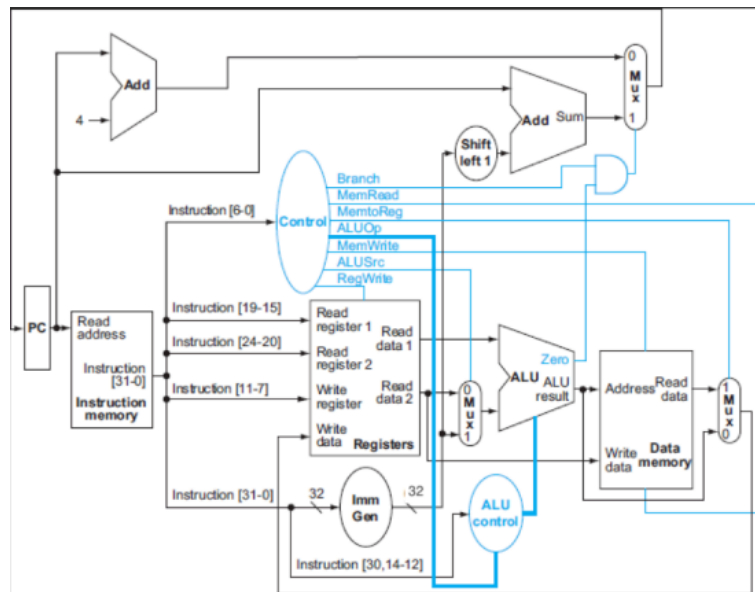 Add
4
0
M
u
x
1
Add Sum
Shift
left 1
Branch
MemRead
MemtoReg
ALUOp
MemWrite
ALUSrc
RegWrite
Control
Instruction [6-0]
Instruction [19-15]
Instruction [24-20]
Instruction [11-7]
Instruction [31-0]
PC
Read
address
Instruction
[31-0]
Instruction
memory
Read
register 1
Read
register 2
Write
register
Write
data
Read
data 1
Read
data 2
Registers
0
M
u
x
1
Zero
ALU
ALU
result
Address
Read
data
Write
data
Data
memory
1
M
u
x
0
32
Imm
Gen
32
ALU
control
Instruction [30,14-12]